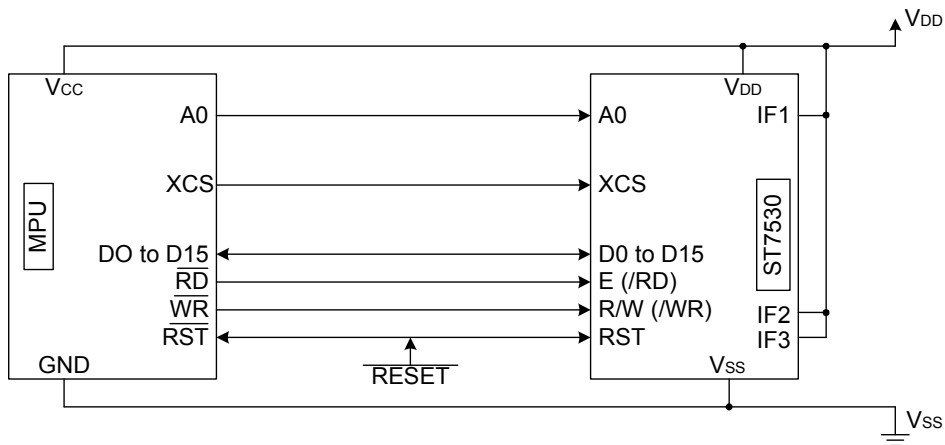 VDD
VCC
VDD
A0
A0
IF1
XCS
XCS
MPU
ST7530
DO to D15
D0 to D15
RD
E (/RD)
WR
R/W (/WR)
IF2
RST
RST
IF3
GND
RESET
VSS
VSS